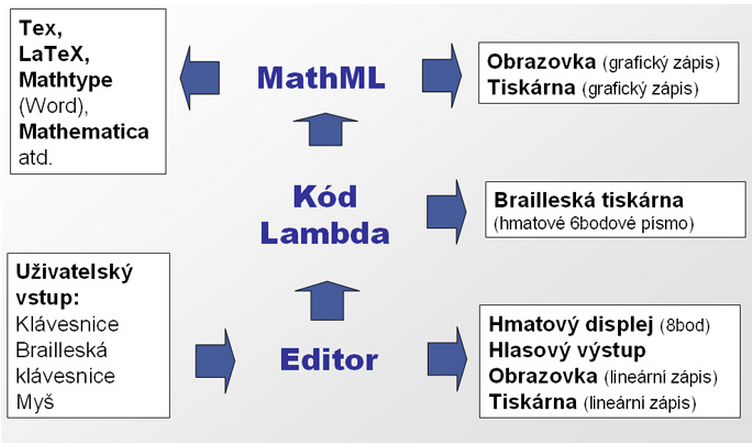 Tex,
LaTeX,
Mathtype
(Word),
Mathematica
atd.
MathML
Obrazovka (grafický zápis)
Tiskárna (grafický zápis)
Kód
Lambda
Brailleská tiskárna
(hmatové 6bodové písmo)
Uživatelský
vstup:
Klávesnice
Brailleská
klávesnice
Myš
Editor
Hmatový displej (8bod)
Hlasový výstup
Obrazovka (lineární zápis)
Tiskárna (lineární zápis)